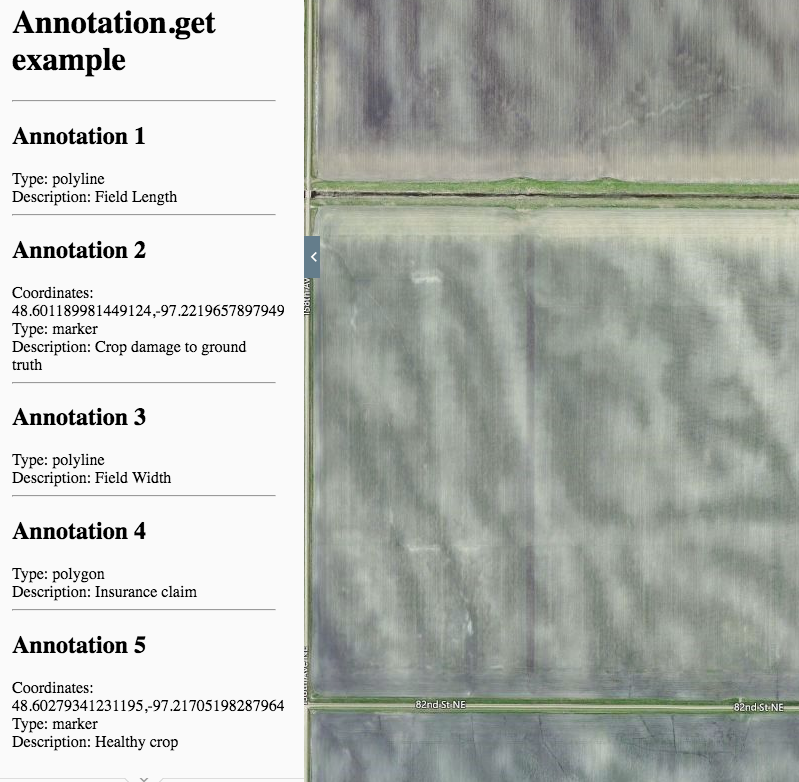 Annotation.get
example
Annotation 1
Type: polyline
Description: Field Length
Annotation 2
Coordinates:
48.601189981449124,-97.2219657897949
Type: marker
Description: Crop damage to ground
truth
Annotation 3
Type: polyline
Description: Field Width
Annotation 4
Type: polygon
Description: Insurance claim
Annotation 5
Coordinates:
48.60279341231195,-97.21705198287964
Type: marker
Description: Healthy crop
82nd St NE
82nd St NE